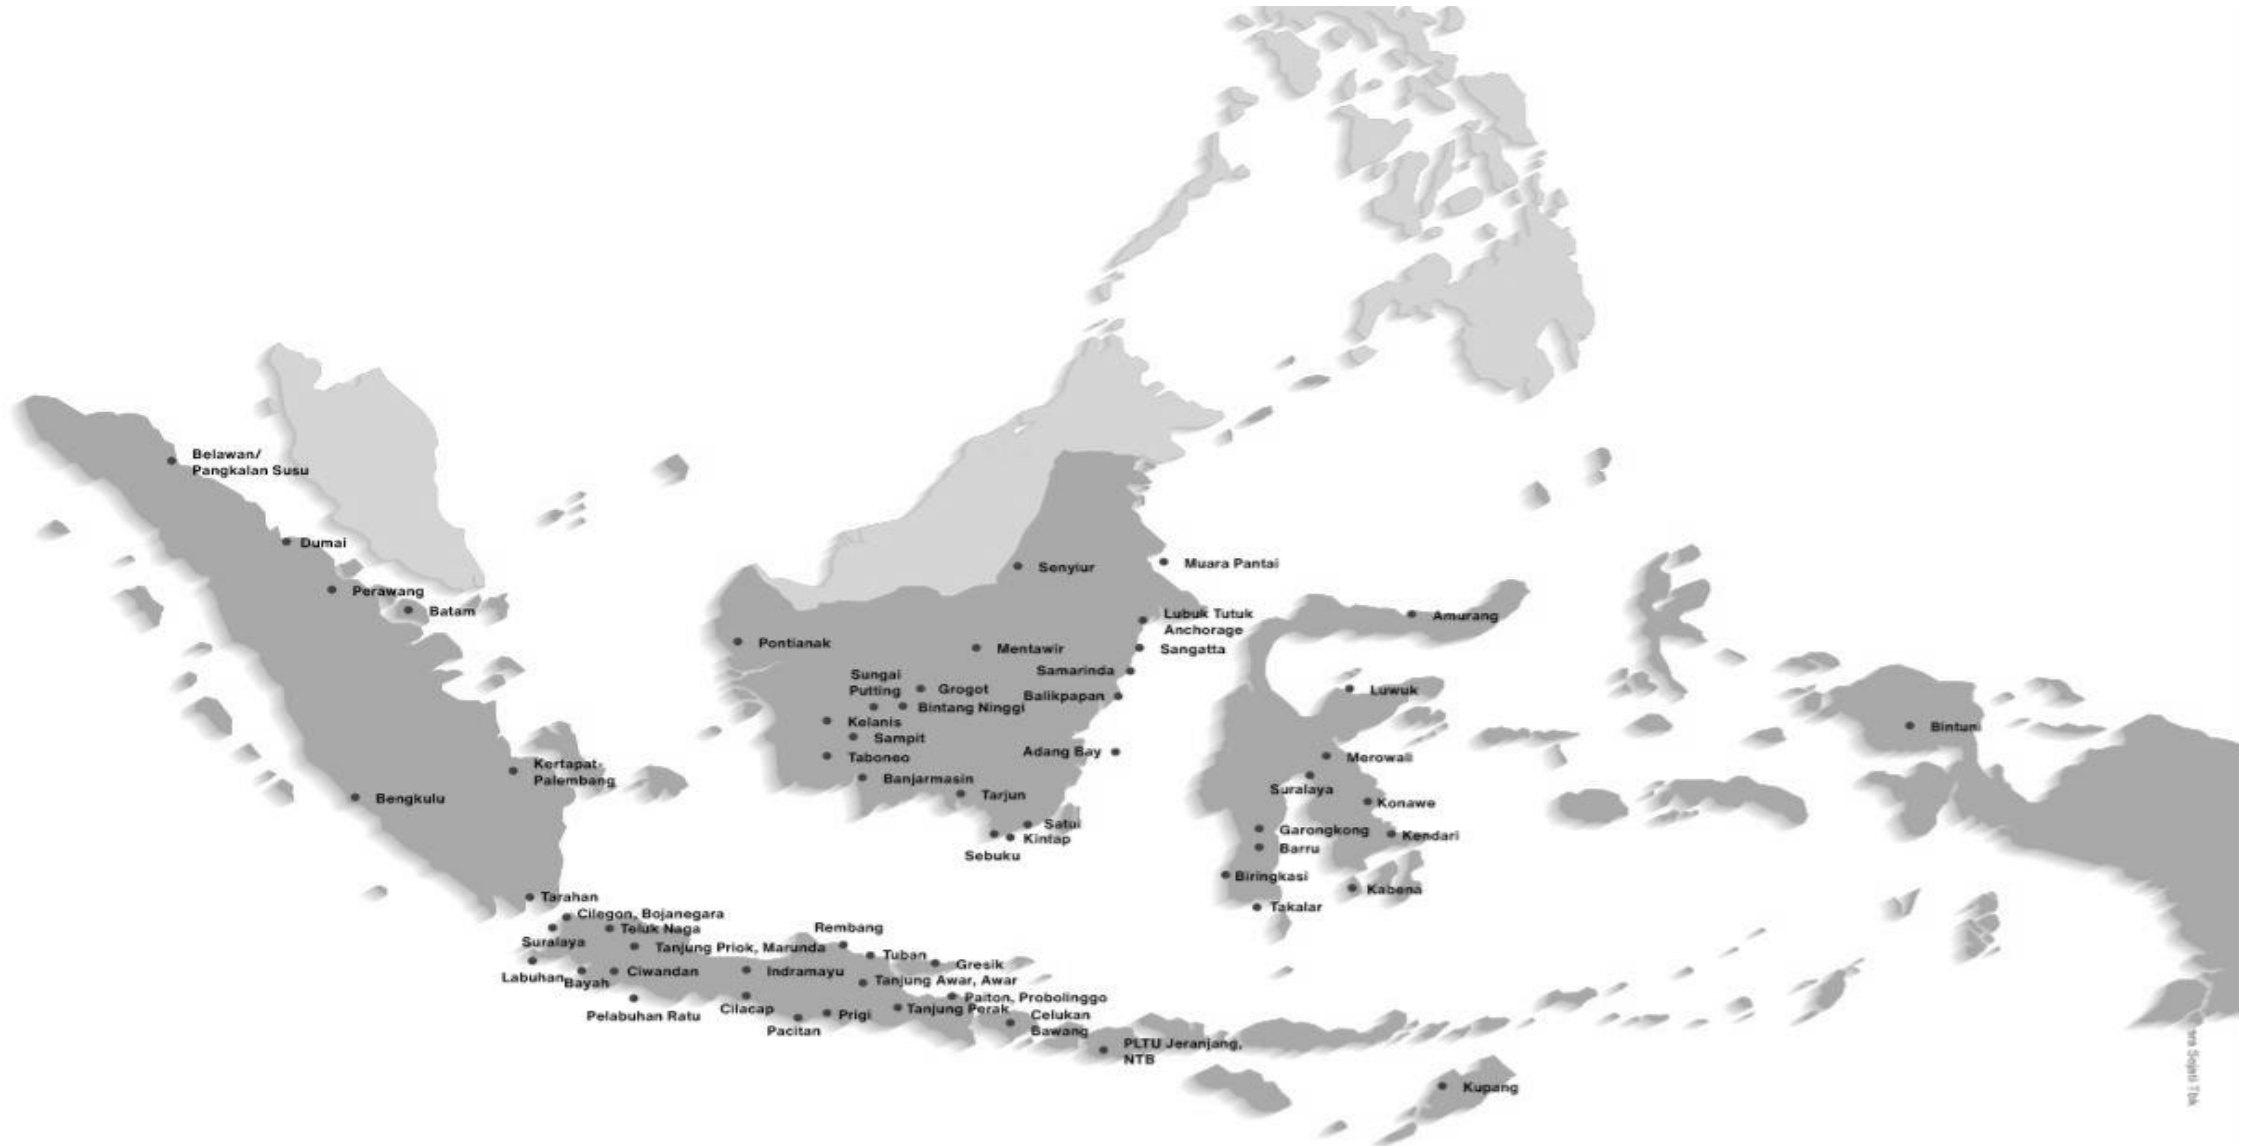 Belawan/
Pangkalan Susu
Dumai
Perawang
Batam
Kertapat-
Palembang
Bengkulu
Tarahan
Senyiur
Muara Pantai
Lubuk Tutuk
Anchorage
Pontianak
Mentawir
Sangatta
Samarinda
Sungai
Putting
Grogot
Balikpapan
Bintang Ninggi
Kelanis
Sampit
Adang Bay
Taboneo
Banjarmasin
Tarjun
Satui
Kintap
Sebuku
Amurang
Luwuk
Merowali
Suralaya
Konawe
Garongkong
Kendari
Barru
Biringkasi
Kabena
Takalar
Bintuni
Cilegon, Bojanegara
Teluk Naga
Suralaya
Tanjung Priok, Marunda
Rembang
Tuban
Gresik
Labuhan
Bayah
Ciwandan
Indramayu
Tanjung Awar, Awar
Paiton, Probolinggo
Pelabuhan Ratu
Cilacap
Pacitan
Prigi
Tanjung Perak
Celukan
Bawang
PLTU Jeranjang,
NTB
Kupang
Sejati Tbk